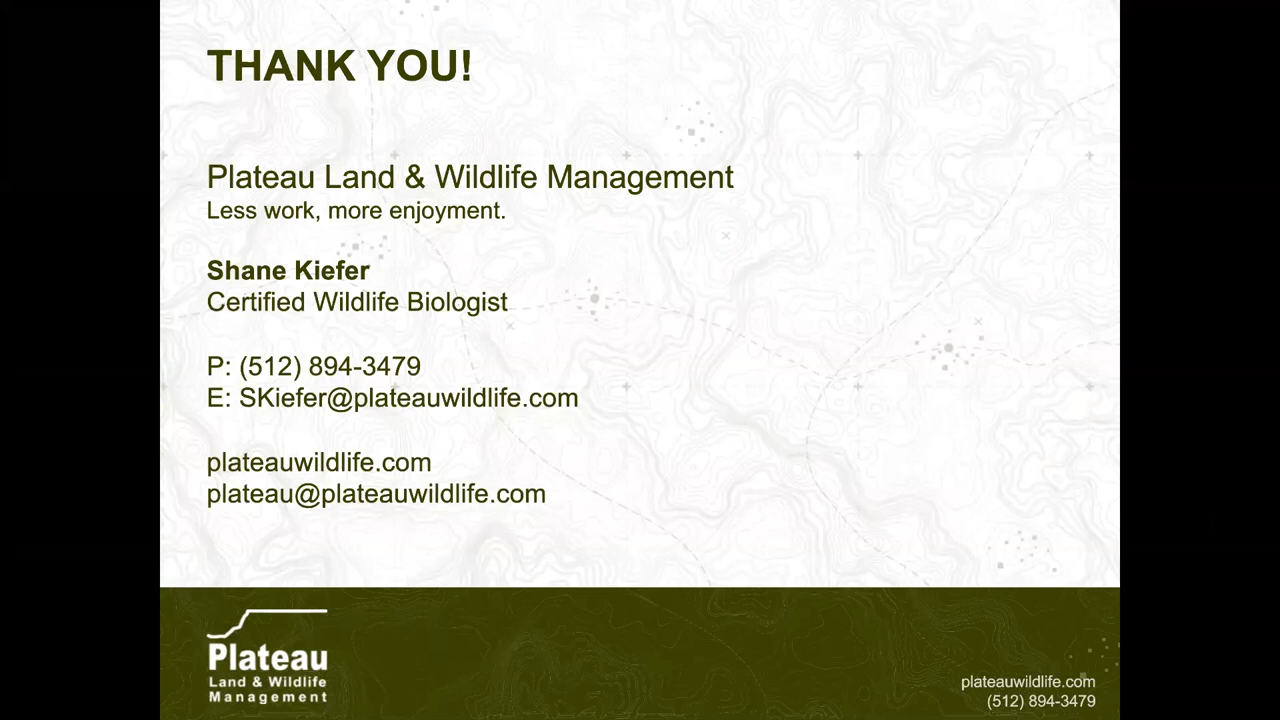 THANK YOU!
Plateau Land & Wildlife Management
Less work, more enjoyment.
Shane Kiefer
Certified Wildlife Biologist
P: (512) 894-3479
E: SKiefer@plateauwildlife.com
plateauwildlife.com
plateau@plateauwildlife.com
Plateau
Land & Wildlife
Management
plateauwildlife.com
(512) 894-3479